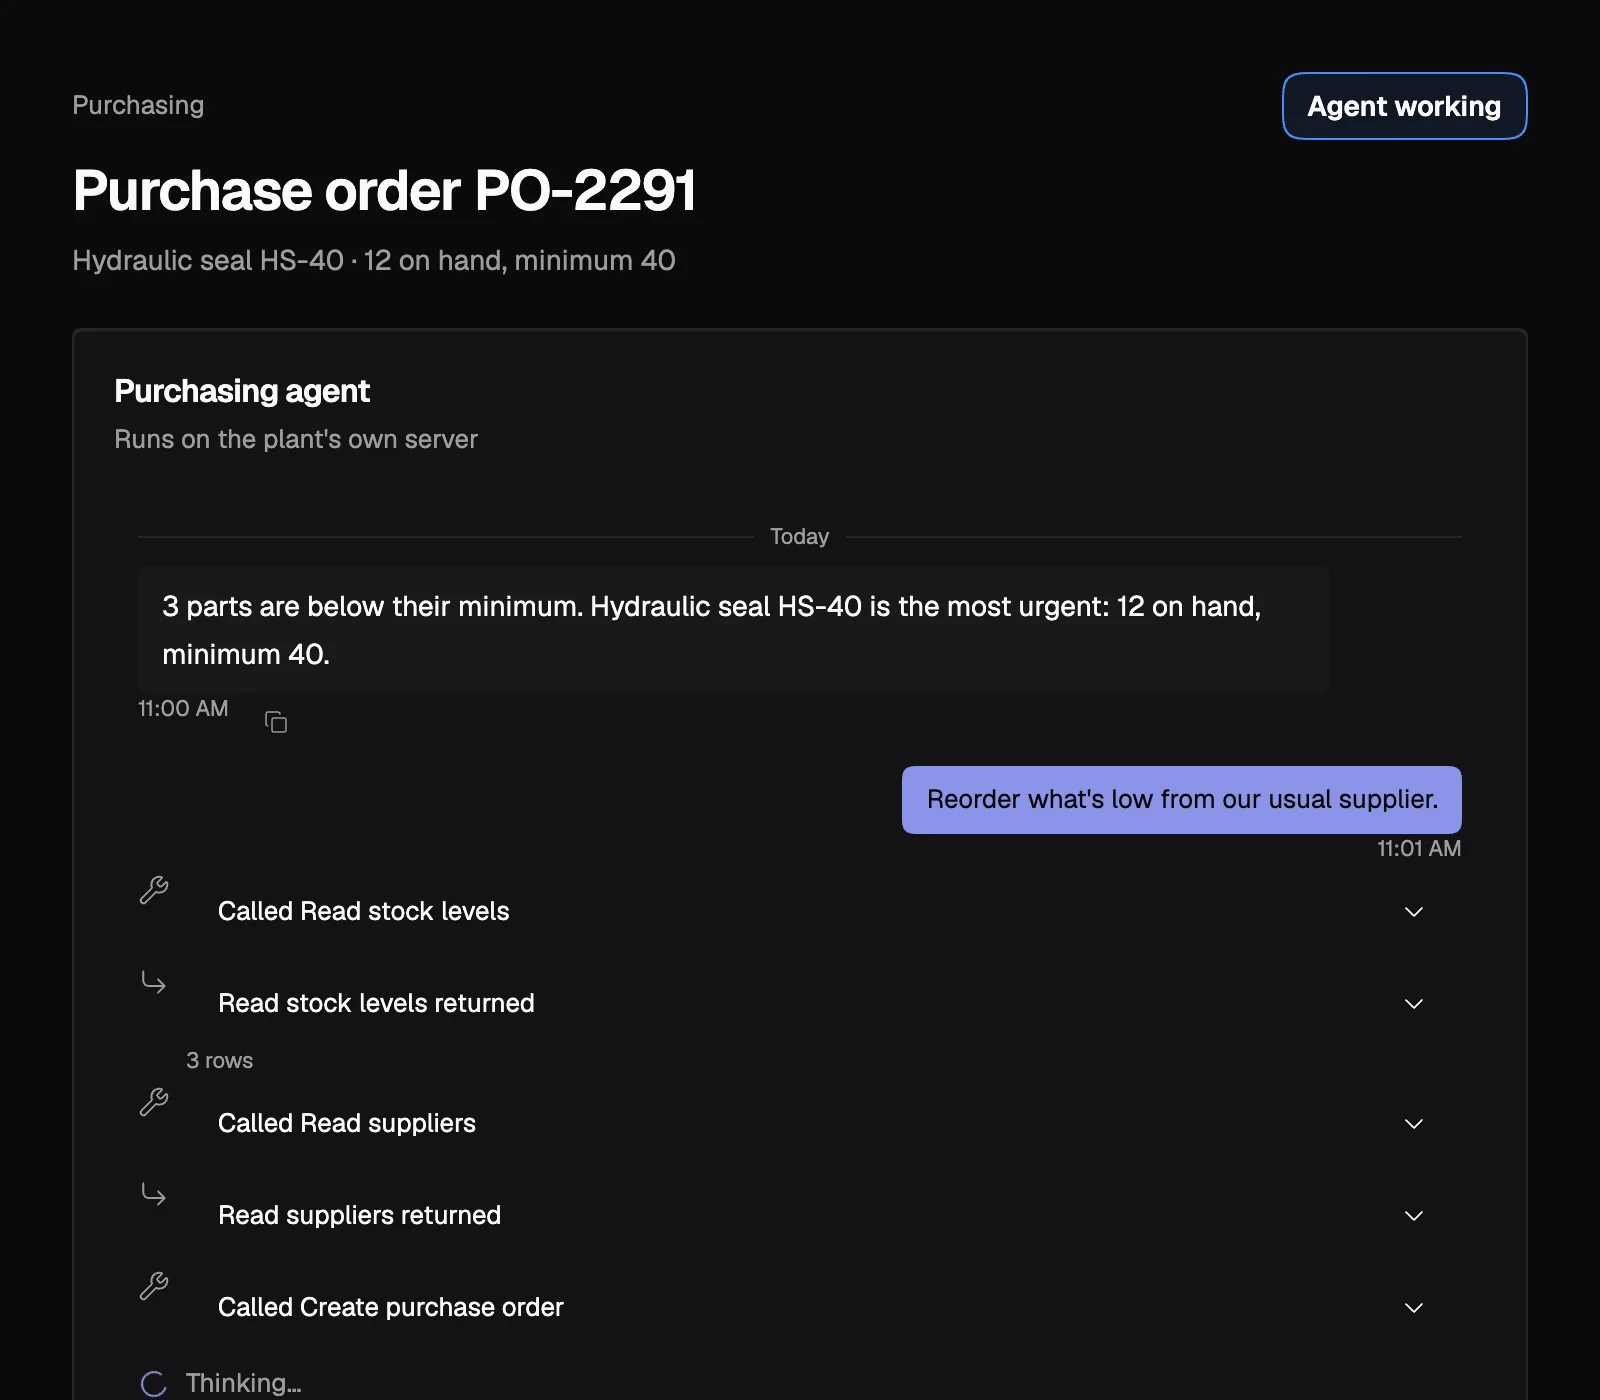 Purchasing
Agent working
Purchase order PO-2291
Hydraulic seal HS-40 · 12 on hand, minimum 40
Purchasing agent
Runs on the plant's own server
Today
3 parts are below their minimum. Hydraulic seal HS-40 is the most urgent: 12 on hand,
minimum 40.
11:00 AM
Reorder what's low from our usual supplier.
11:01 AM
Called Read stock levels
Read stock levels returned
3 rows
Called Read suppliers
Read suppliers returned
Called Create purchase order
Thinking...